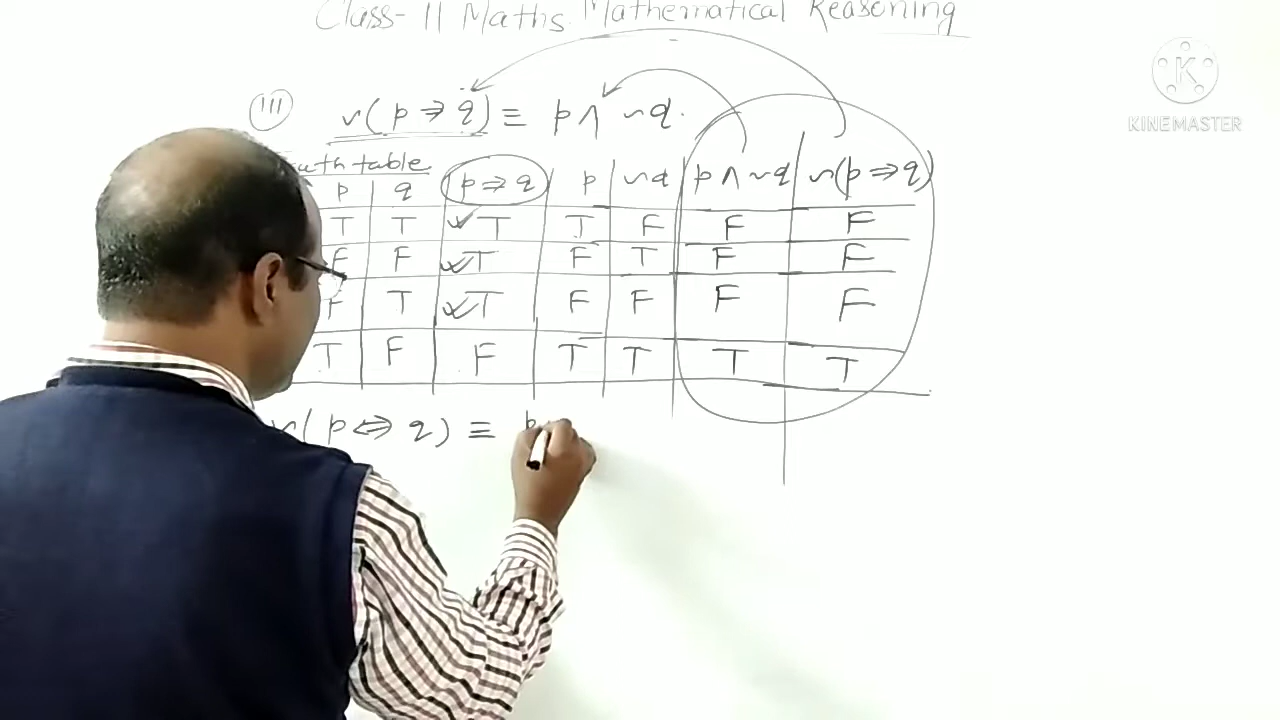 Class-11 Maths. Mathematical Reasoning
III ~(p ⇒ q) ≡ p ∧ ~q.
KINEMASTER
truth table
p q p ⇒ q p ~q p ∧ ~q ~(p ⇒ q)
T T T T F F F
F F T F T F F
F T T F F F F
T F F T T T T
~(p ⇔ q) ≡ p